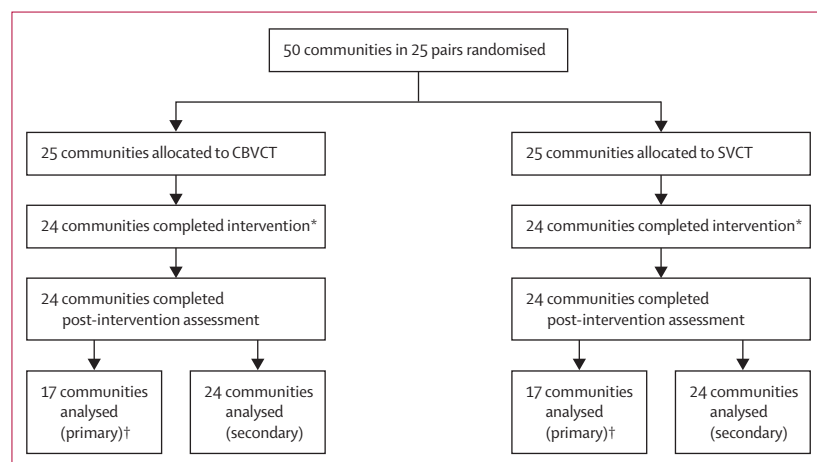 50 communities in 25 pairs randomised
25 communities allocated to CBVCT
25 communities allocated to SVCT
24 communities completed intervention*
24 communities completed intervention*
24 communities completed
post-intervention assessment
24 communities completed
post-intervention assessment
17 communities
analysed
(primary)†
24 communities
analysed
(secondary)
17 communities
analysed
(primary)†
24 communities
analysed
(secondary)